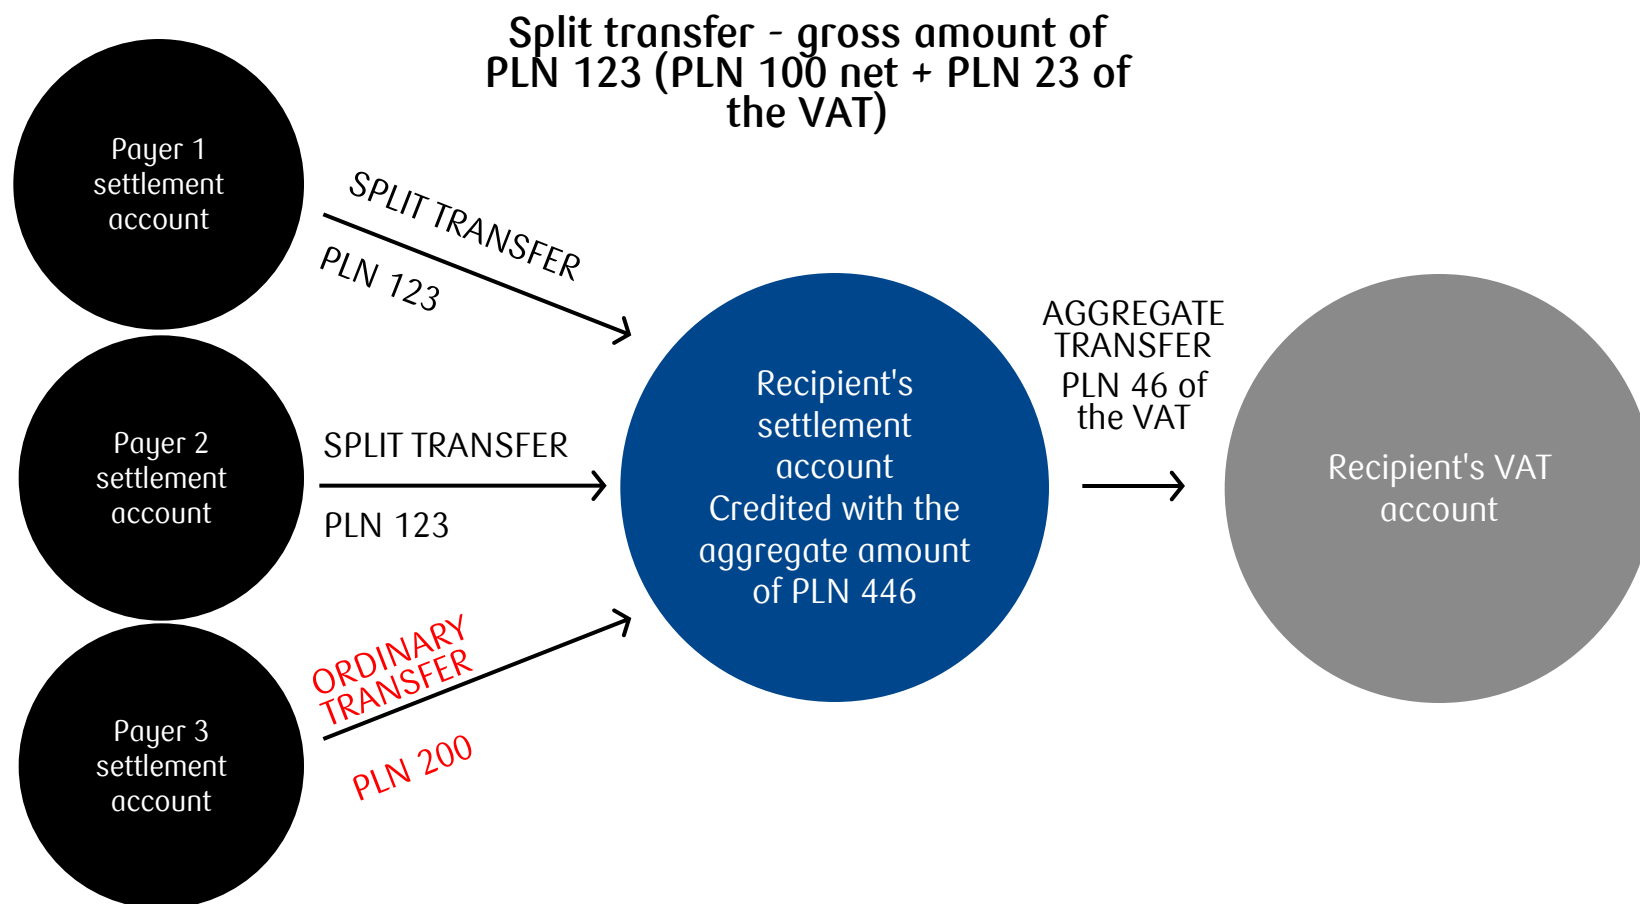 Split transfer - gross amount of
PLN 123 (PLN 100 net + PLN 23 of
the VAT)
Payer 1
settlement
account
SPLIT TRANSFER
PLN 123
Payer 2
settlement
account
SPLIT TRANSFER
PLN 123
Payer 3
settlement
account
ORDINARY
TRANSFER
PLN 200
Recipient's
settlement
account
Credited with the
aggregate amount
of PLN 446
AGGREGATE
TRANSFER
PLN 46 of
the VAT
Recipient's VAT
account